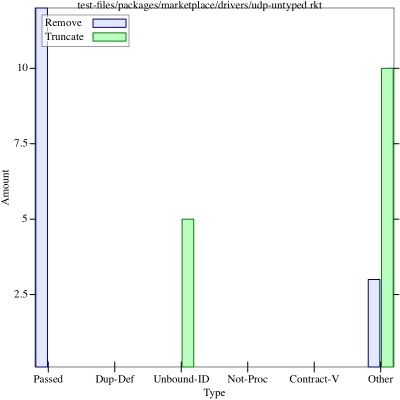 test-files/packages/marketplace/drivers/udp-untyped.rkt
Remove
Truncate
10
7.5
5
2.5
Amount
Passed Dup-Def Unbound-ID Not-Proc Contract-V Other
Type